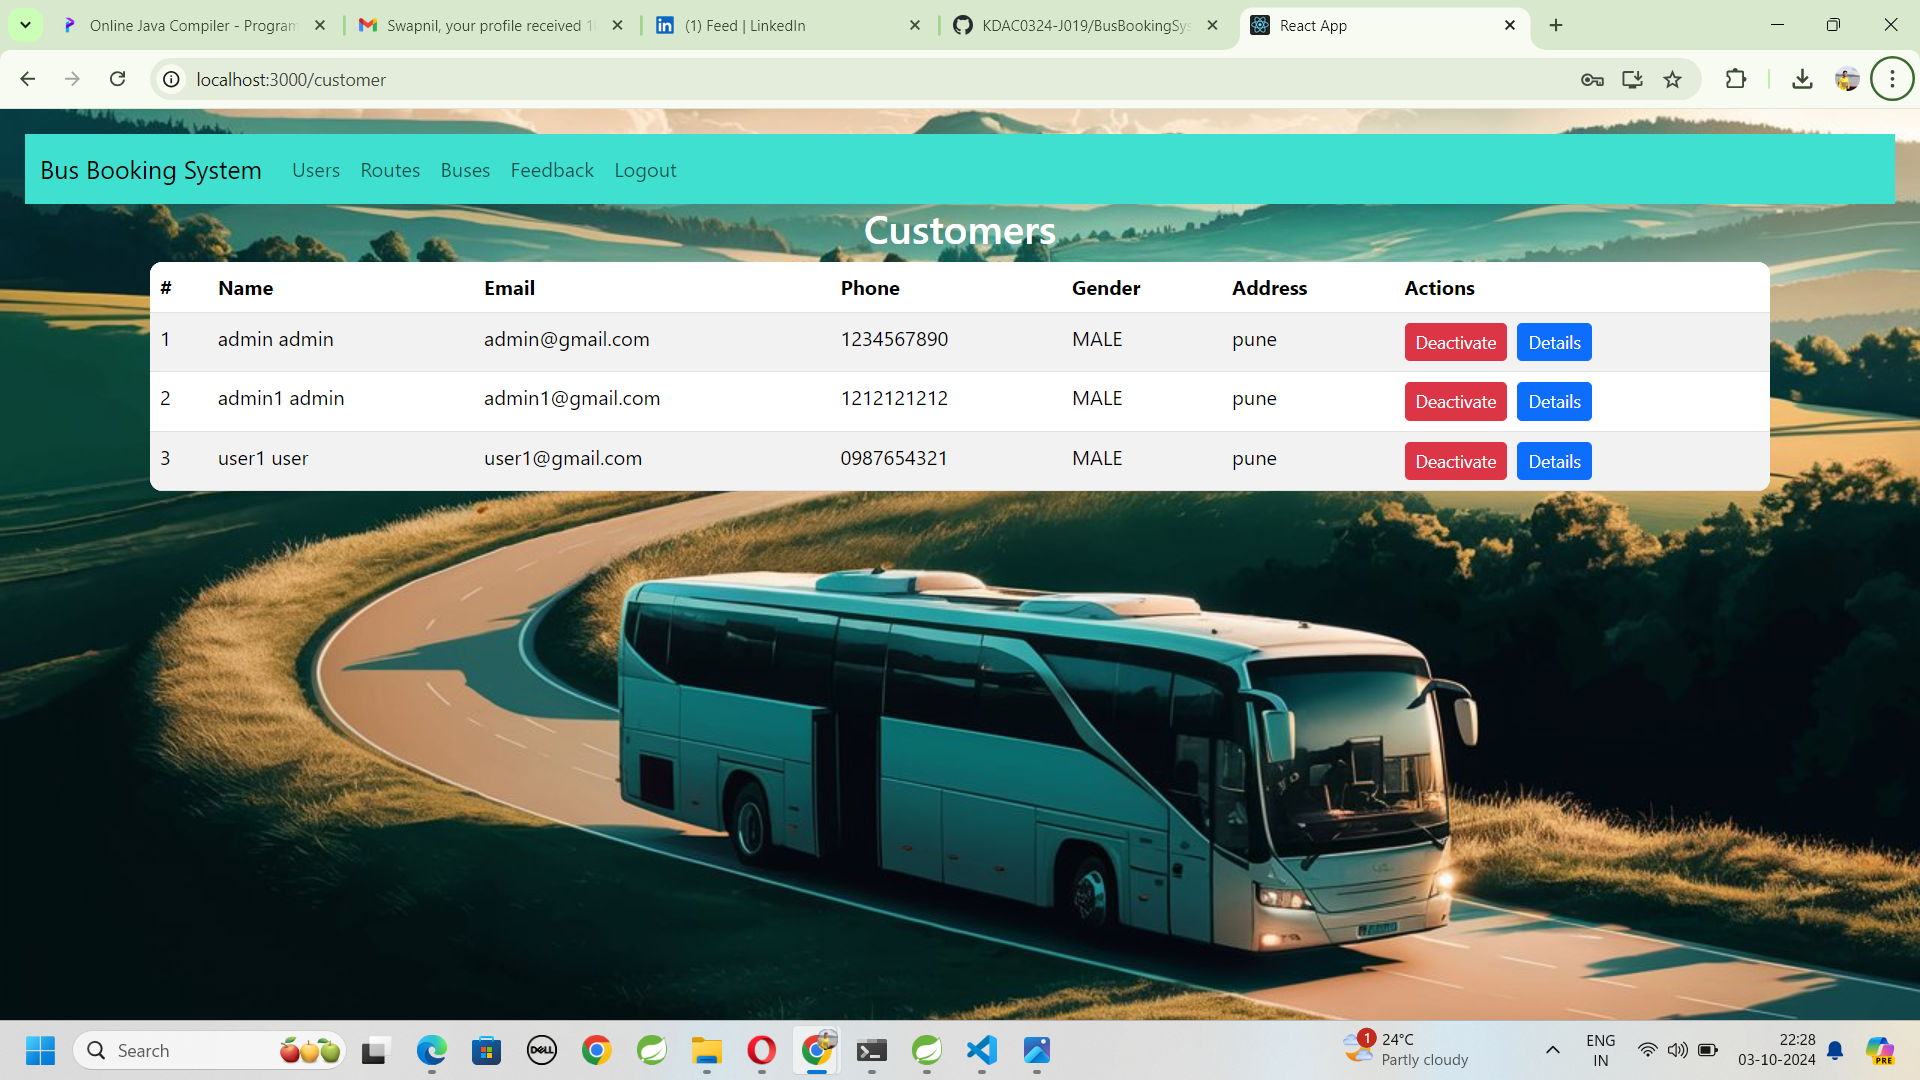 Online Java Compiler - Program
Swapnil, your profile received 1
(1) Feed | LinkedIn
KDAC0324-J019/BusBookingSys
React App
localhost:3000/customer
Bus Booking System Users Routes Buses Feedback Logout
Customers
# Name Email Phone Gender Address Actions
1 admin admin admin@gmail.com 1234567890 MALE pune Deactivate Details
2 admin1 admin admin1@gmail.com 1212121212 MALE pune Deactivate Details
3 user1 user user1@gmail.com 0987654321 MALE pune Deactivate Details
Search
DELL
1
24°C
Partly cloudy
ENG
IN
22:28
03-10-2024
PRE